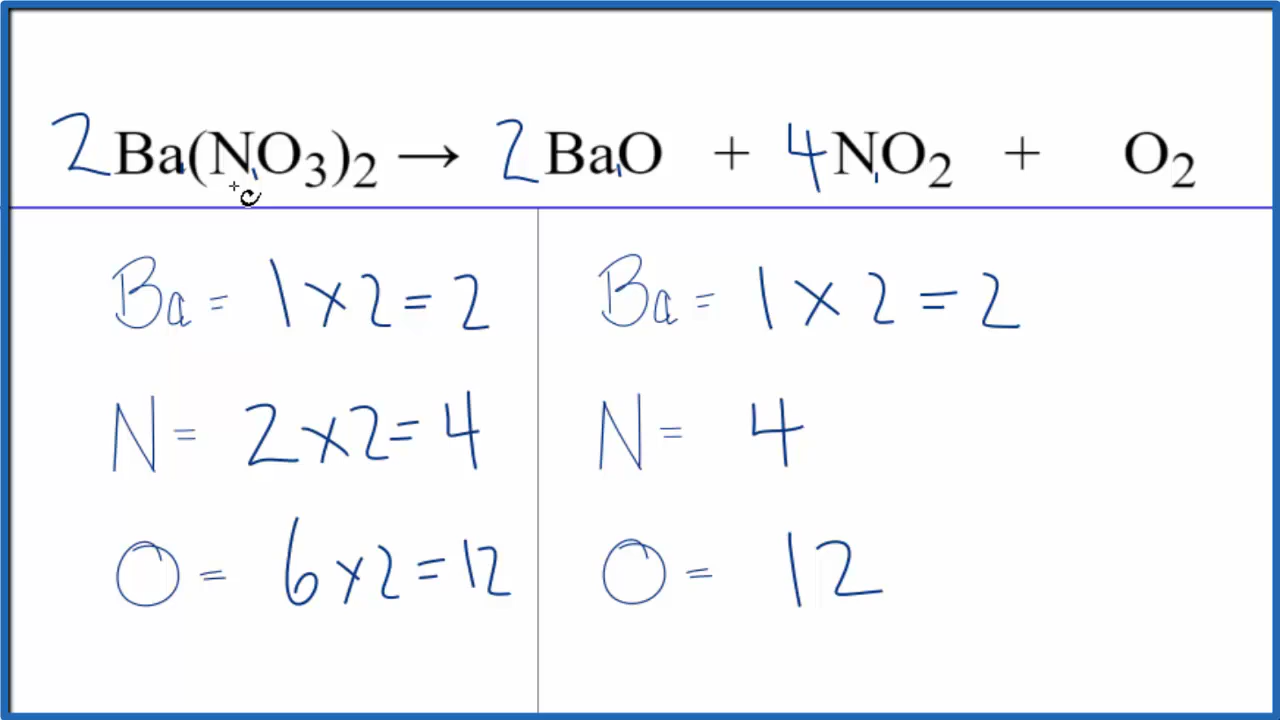 2Ba(NO₃)₂ → 2BaO + 4NO₂ + O₂
Ba = 1 x 2 = 2
N = 2 x 2 = 4
O = 6 x 2 = 12
Ba = 1 x 2 = 2
N = 4
O = 12